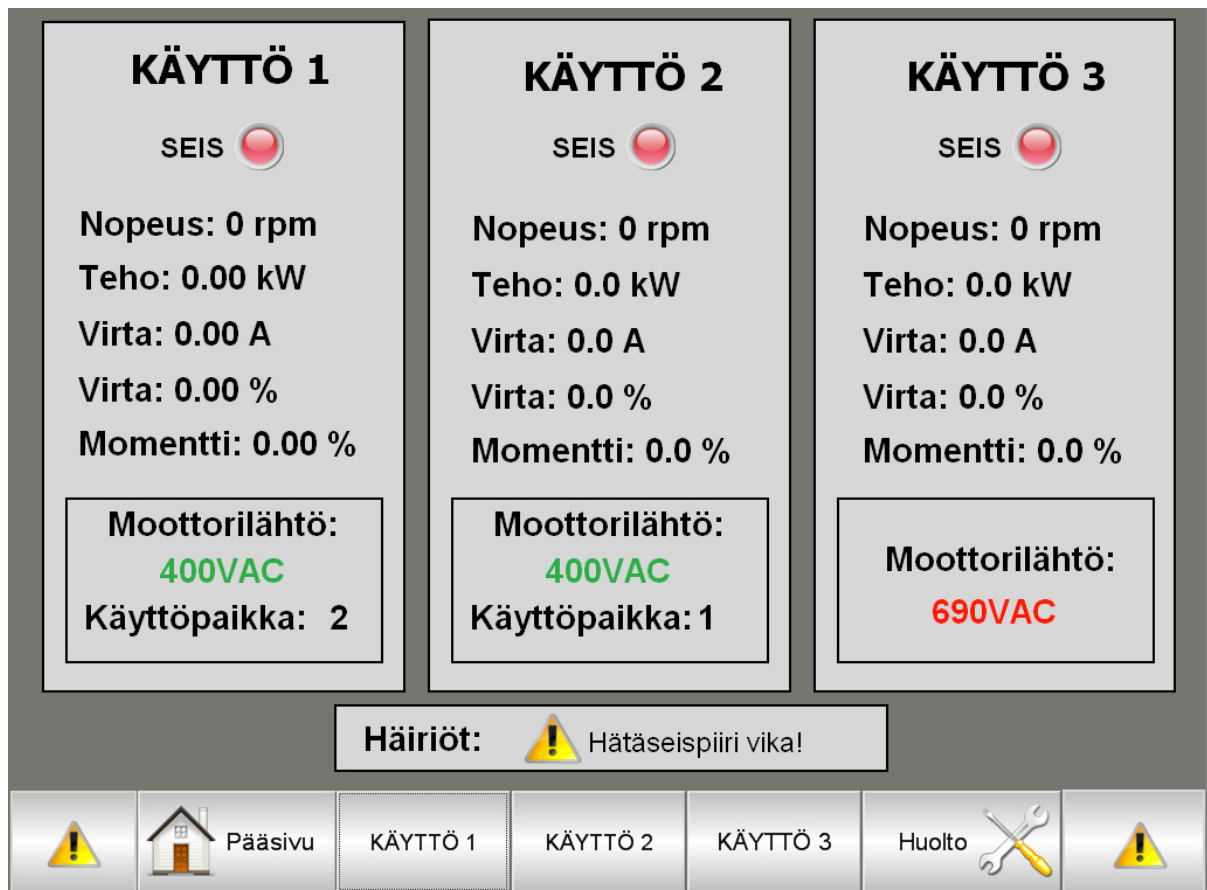 KÄYTTÖ 1
SEIS
Nopeus: 0 rpm
Teho: 0.00 kW
Virta: 0.00 A
Virta: 0.00 %
Momentti: 0.00 %
Moottorilähtö:
400VAC
Käyttöpaikka: 2
KÄYTTÖ 2
SEIS
Nopeus: 0 rpm
Teho: 0.0 kW
Virta: 0.0 A
Virta: 0.0 %
Momentti: 0.0 %
Moottorilähtö:
400VAC
Käyttöpaikka: 1
KÄYTTÖ 3
SEIS
Nopeus: 0 rpm
Teho: 0.0 kW
Virta: 0.0 A
Virta: 0.0 %
Momentti: 0.0 %
Moottorilähtö:
690VAC
Häiriöt: Hätäseispiiri vika!
Pääsivu
KÄYTTÖ 1
KÄYTTÖ 2
KÄYTTÖ 3
Huolto